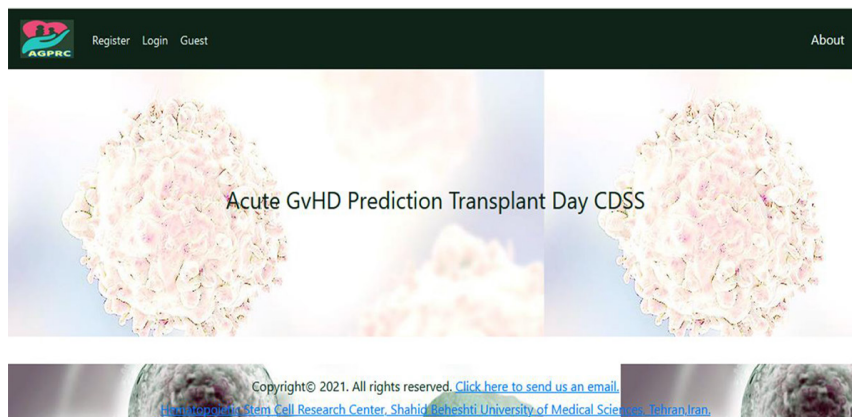 AGPRC
Register Login Guest
About
Acute GvHD Prediction Transplant Day CDSS
Copyright© 2021. All rights reserved. Click here to send us an email.
Hematopoietic Stem Cell Research Center, Shahid Beheshti University of Medical Sciences, Tehran,Iran.